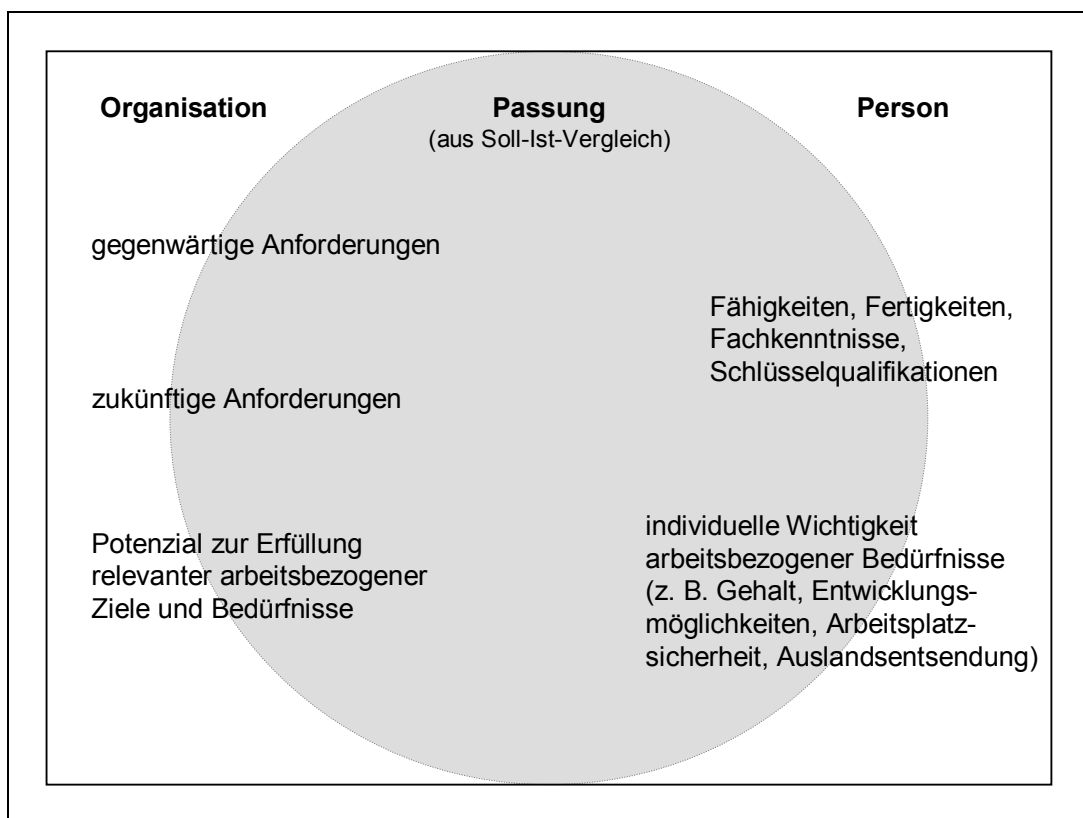 Organisation
Passung
(aus Soll-Ist-Vergleich)
Person
gegenwärtige Anforderungen
zukünftige Anforderungen
Potenzial zur Erfüllung
relevanter arbeitsbezogener
Ziele und Bedürfnisse
Fähigkeiten, Fertigkeiten,
Fachkenntnisse,
Schlüsselqualifikationen
individuelle Wichtigkeit
arbeitsbezogener Bedürfnisse
(z. B. Gehalt, Entwicklungs-
möglichkeiten, Arbeitsplatz-
sicherheit, Auslandsentsendung)